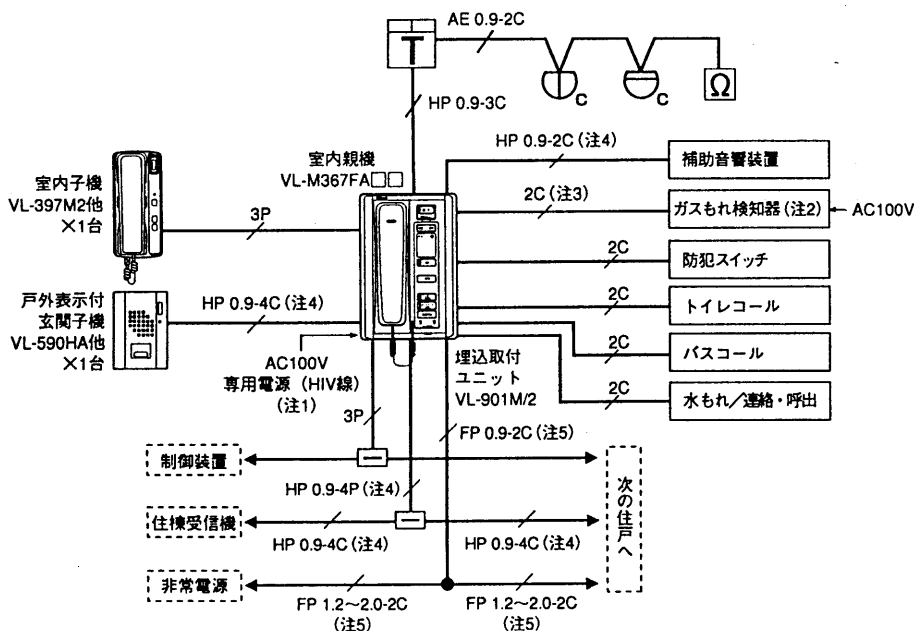 AE 0.9-2C
T
C
C
Ω
HP 0.9-3C
HP 0.9-2C（注4）
補助音響装置
室内親機
VL-M367FA□□
室内子機
VL-397M2他
×1台
3P
2C（注3）
ガスもれ検知器（注2）
AC100V
2C
防犯スイッチ
戸外表示付
玄関子機
VL-590HA他
×1台
HP 0.9-4C（注4）
2C
トイレコール
2C
バスコール
AC100V
専用電源（HIV線）
（注1）
埋込取付
ユニット
VL-901M/2
2C
水もれ／連絡・呼出
3P
FP 0.9-2C（注5）
制御装置
HP 0.9-4P（注4）
次の住戸へ
住棟受信機
HP 0.9-4C（注4）
HP 0.9-4C（注4）
非常電源
FP 1.2～2.0-2C
（注5）
FP 1.2～2.0-2C
（注5）